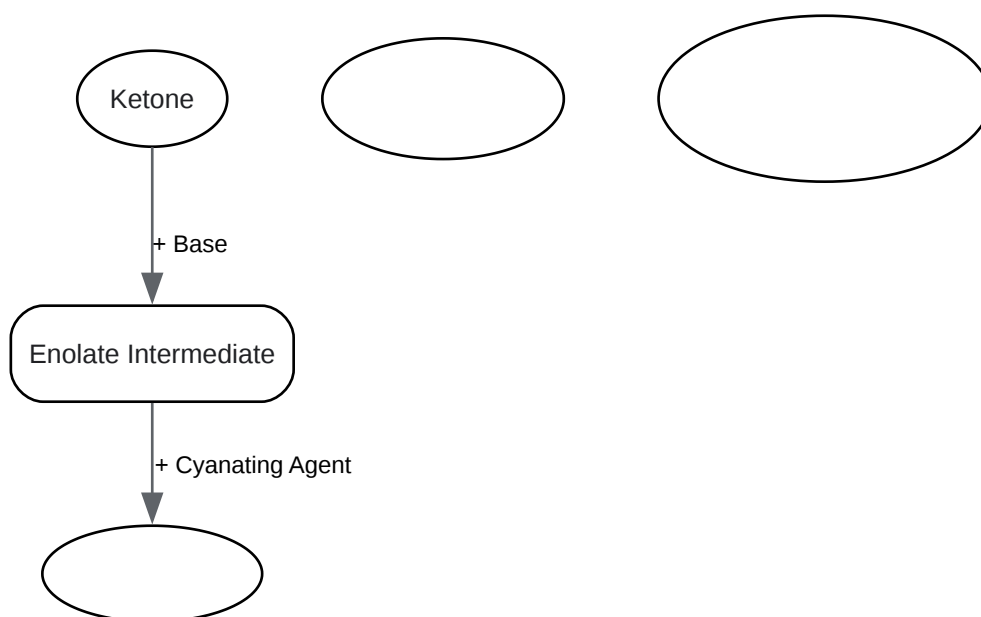 Ketone
+ Base
Enolate Intermediate
+ Cyanating Agent